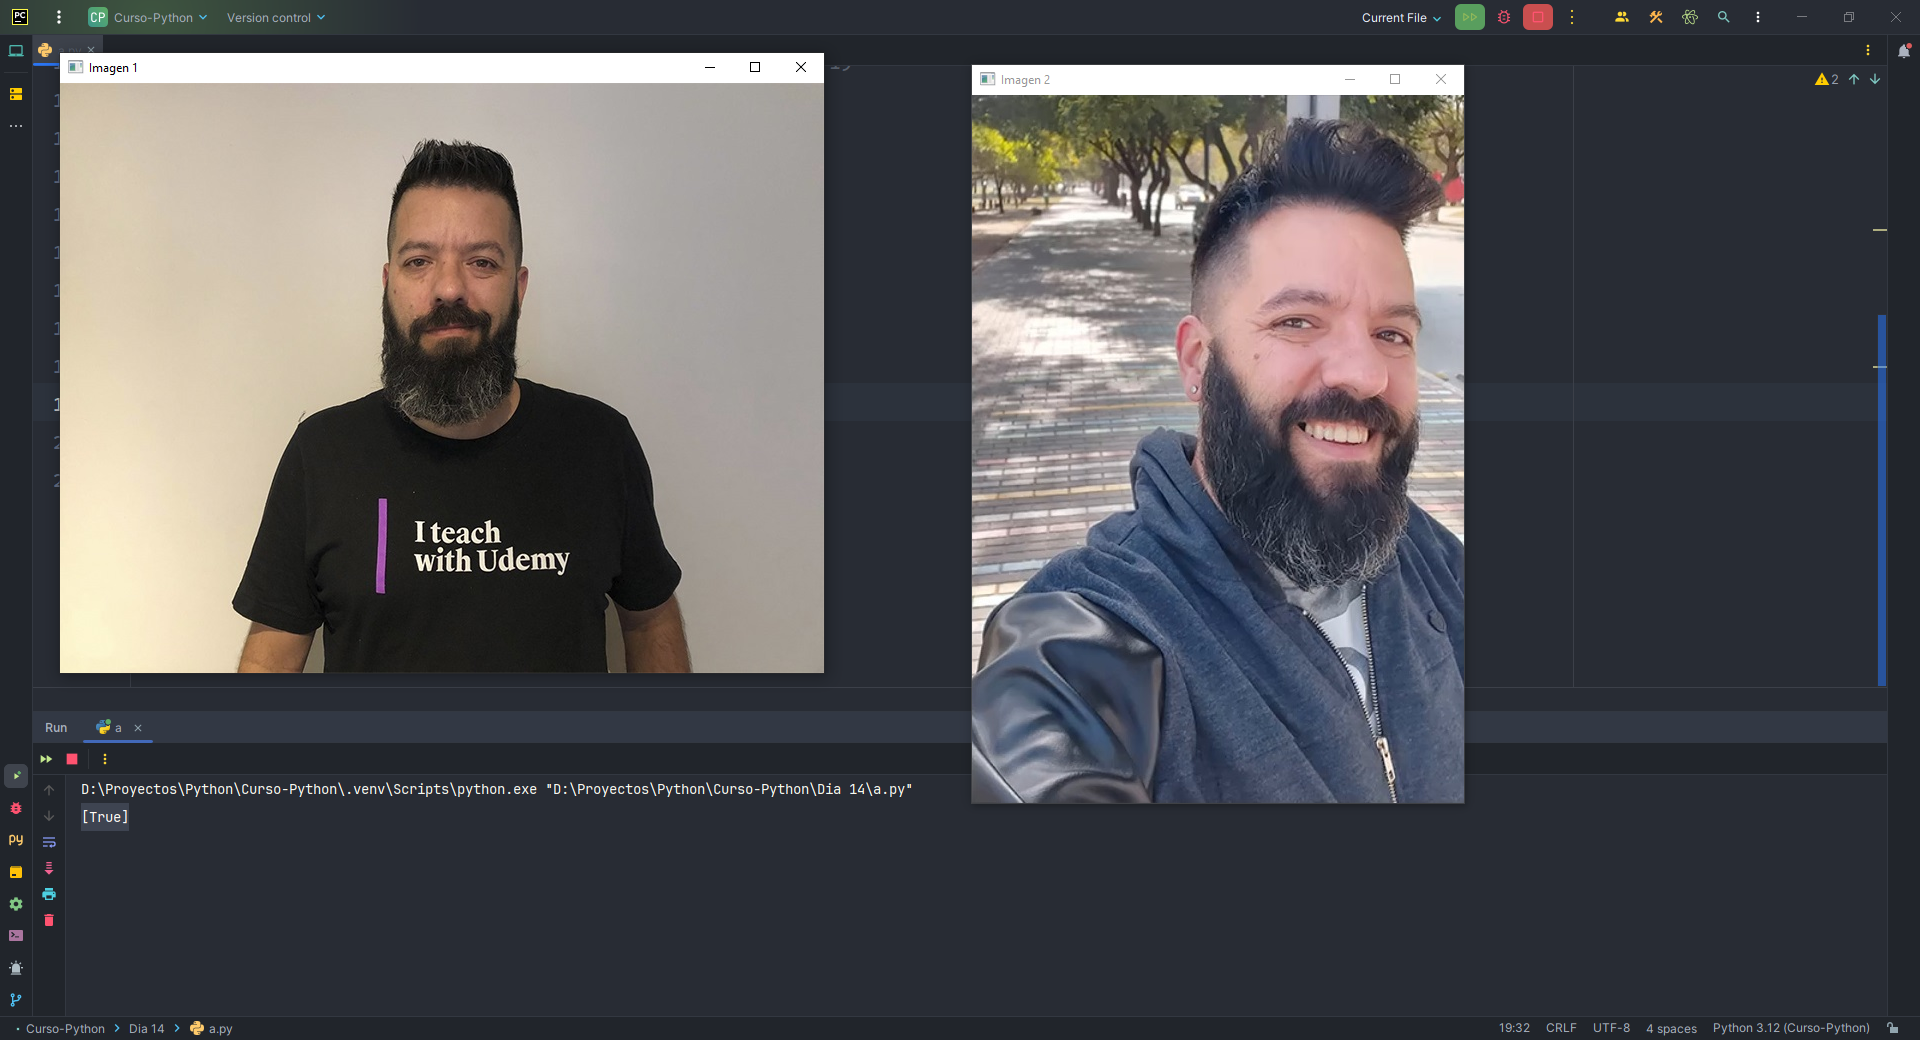 PC
CP Curso-Python
Version control
Current File
a.py
Imagen 1
Imagen 2
2
I teach
with Udemy
Run
a
D:\Proyectos\Python\Curso-Python\.venv\Scripts\python.exe "D:\Proyectos\Python\Curso-Python\Dia 14\a.py"
[True]
py
Curso-Python
Dia 14
a.py
19:32
CRLF
UTF-8
4 spaces
Python 3.12 (Curso-Python)